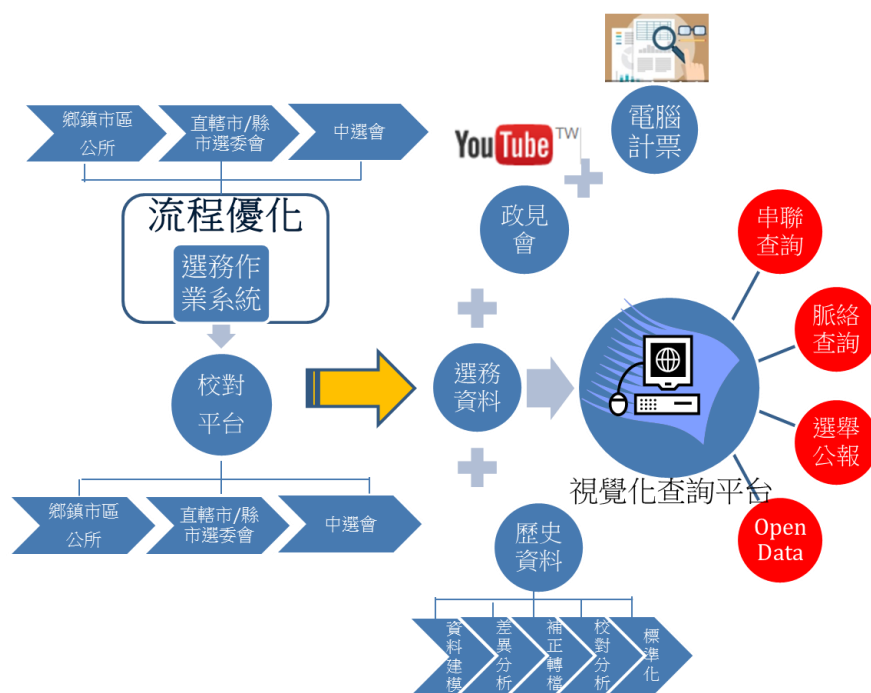 電腦
計票
YouTube TW
鄉鎮市區
公所
直轄市/縣
市選委會
中選會
流程優化
選務作
業系統
政見
會
校對
平台
選務
資料
串聯
查詢
脈絡
查詢
選舉
公報
Open
Data
視覺化查詢平台
鄉鎮市區
公所
直轄市/縣
市選委會
中選會
歷史
資料
資料建模
差異分析
補正轉檔
校對分析
標準化